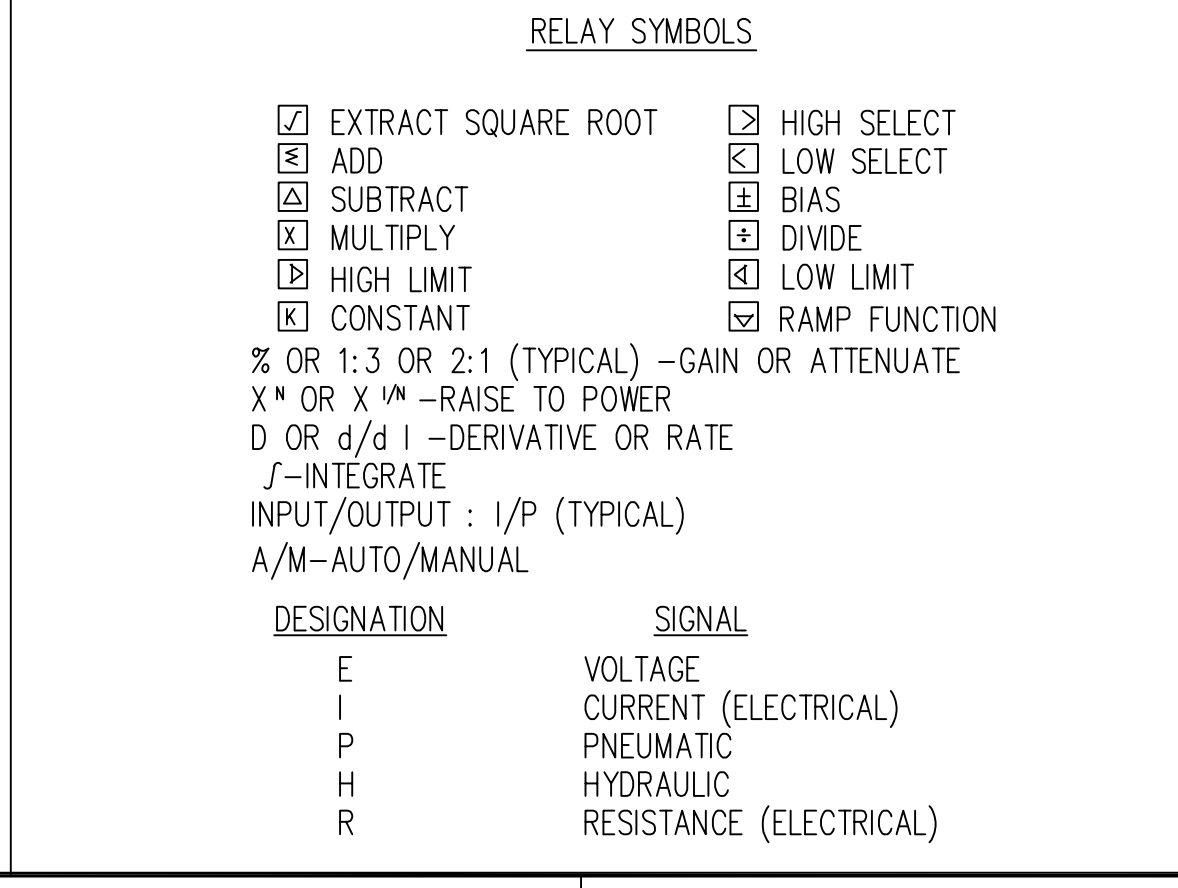 RELAY SYMBOLS
√ EXTRACT SQUARE ROOT > HIGH SELECT
Σ ADD < LOW SELECT
△ SUBTRACT ± BIAS
X MULTIPLY ÷ DIVIDE
HIGH LIMIT LOW LIMIT
K CONSTANT RAMP FUNCTION
% OR 1:3 OR 2:1 (TYPICAL) –GAIN OR ATTENUATE
X ᴺ OR X ¹/ᴺ –RAISE TO POWER
D OR d/d I –DERIVATIVE OR RATE
∫–INTEGRATE
INPUT/OUTPUT : I/P (TYPICAL)
A/M–AUTO/MANUAL
DESIGNATION SIGNAL
E VOLTAGE
I CURRENT (ELECTRICAL)
P PNEUMATIC
H HYDRAULIC
R RESISTANCE (ELECTRICAL)